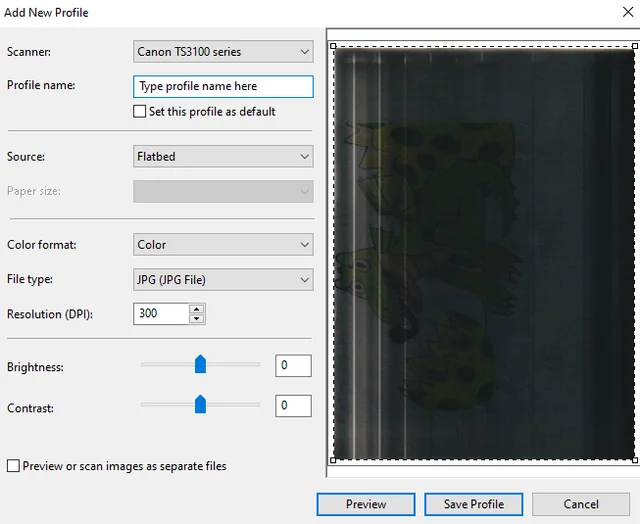 Add New Profile
Scanner: Canon TS3100 series
Profile name: Type profile name here
Set this profile as default
Source: Flatbed
Paper size:
Color format: Color
File type: JPG (JPG File)
Resolution (DPI): 300
Brightness: 0
Contrast: 0
Preview or scan images as separate files
Preview Save Profile Cancel